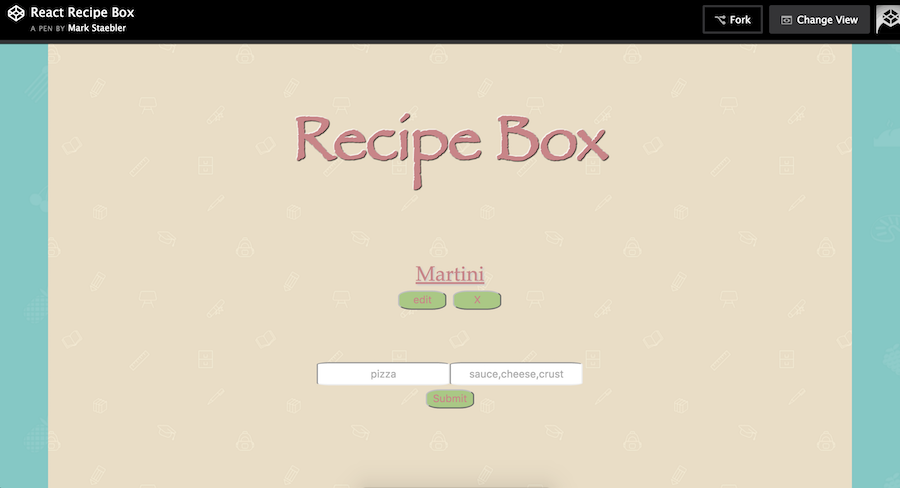 React Recipe Box
A PEN BY Mark Staebler
Fork
Change View
Recipe Box
Martini
edit X
pizza sauce,cheese,crust
Submit